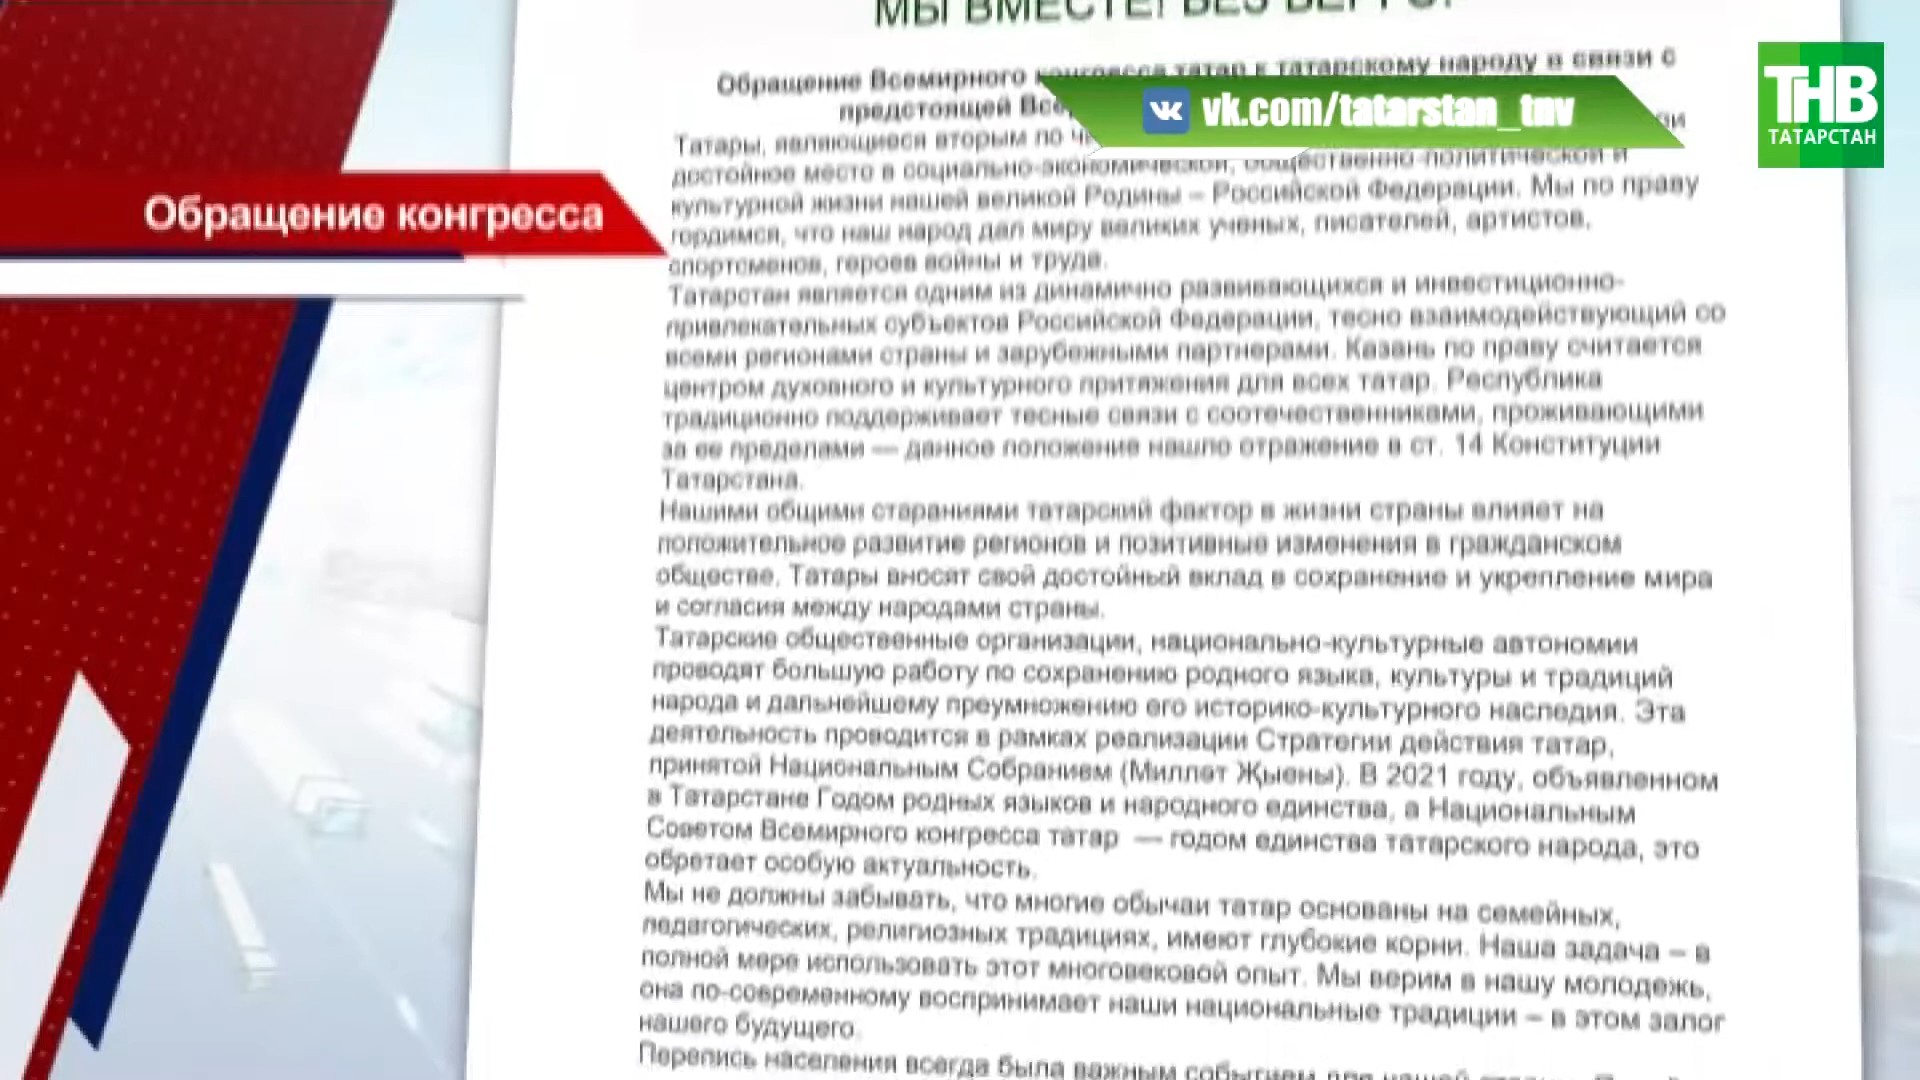 МЫ ВМЕСТЕ! БЕЗ БЕРГӘ!
Обращение Всемирного конгресса татар к татарскому народу в связи с
предстоящей
vk.com/tatarstan_tnv
ТНВ
ТАТАРСТАН
Обращение конгресса
Татары, являющиеся вторым по
достойное место в социально-экономической, общественно-политической и
культурной жизни нашей великой Родины – Российской Федерации. Мы по праву
гордимся, что наш народ дал миру великих ученых, писателей, артистов,
спортсменов, героев войны и труда.
Татарстан является одним из динамично развивающихся и инвестиционно-
привлекательных субъектов Российской Федерации, тесно взаимодействующий со
всеми регионами страны и зарубежными партнерами. Казань по праву считается
центром духовного и культурного притяжения для всех татар. Республика
традиционно поддерживает тесные связи с соотечественниками, проживающими
за ее пределами — данное положение нашло отражение в ст. 14 Конституции
Татарстана.
Нашими общими стараниями татарский фактор в жизни страны влияет на
положительное развитие регионов и позитивные изменения в гражданском
обществе. Татары вносят свой достойный вклад в сохранение и укрепление мира
и согласия между народами страны.
Татарские общественные организации, национально-культурные автономии
проводят большую работу по сохранению родного языка, культуры и традиций
народа и дальнейшему преумножению его историко-культурного наследия. Эта
деятельность проводится в рамках реализации Стратегии действия татар,
принятой Национальным Собранием (Милләт Җыены). В 2021 году, объявленном
в Татарстане Годом родных языков и народного единства, а Национальным
Советом Всемирного конгресса татар — годом единства татарского народа, это
обретает особую актуальность.
Мы не должны забывать, что многие обычаи татар основаны на семейных,
педагогических, религиозных традициях, имеют глубокие корни. Наша задача – в
полной мере использовать этот многовековой опыт. Мы верим в нашу молодежь,
она по-современному воспринимает наши национальные традиции – в этом залог
нашего будущего.
Перепись населения всегда была важным событием для нашей